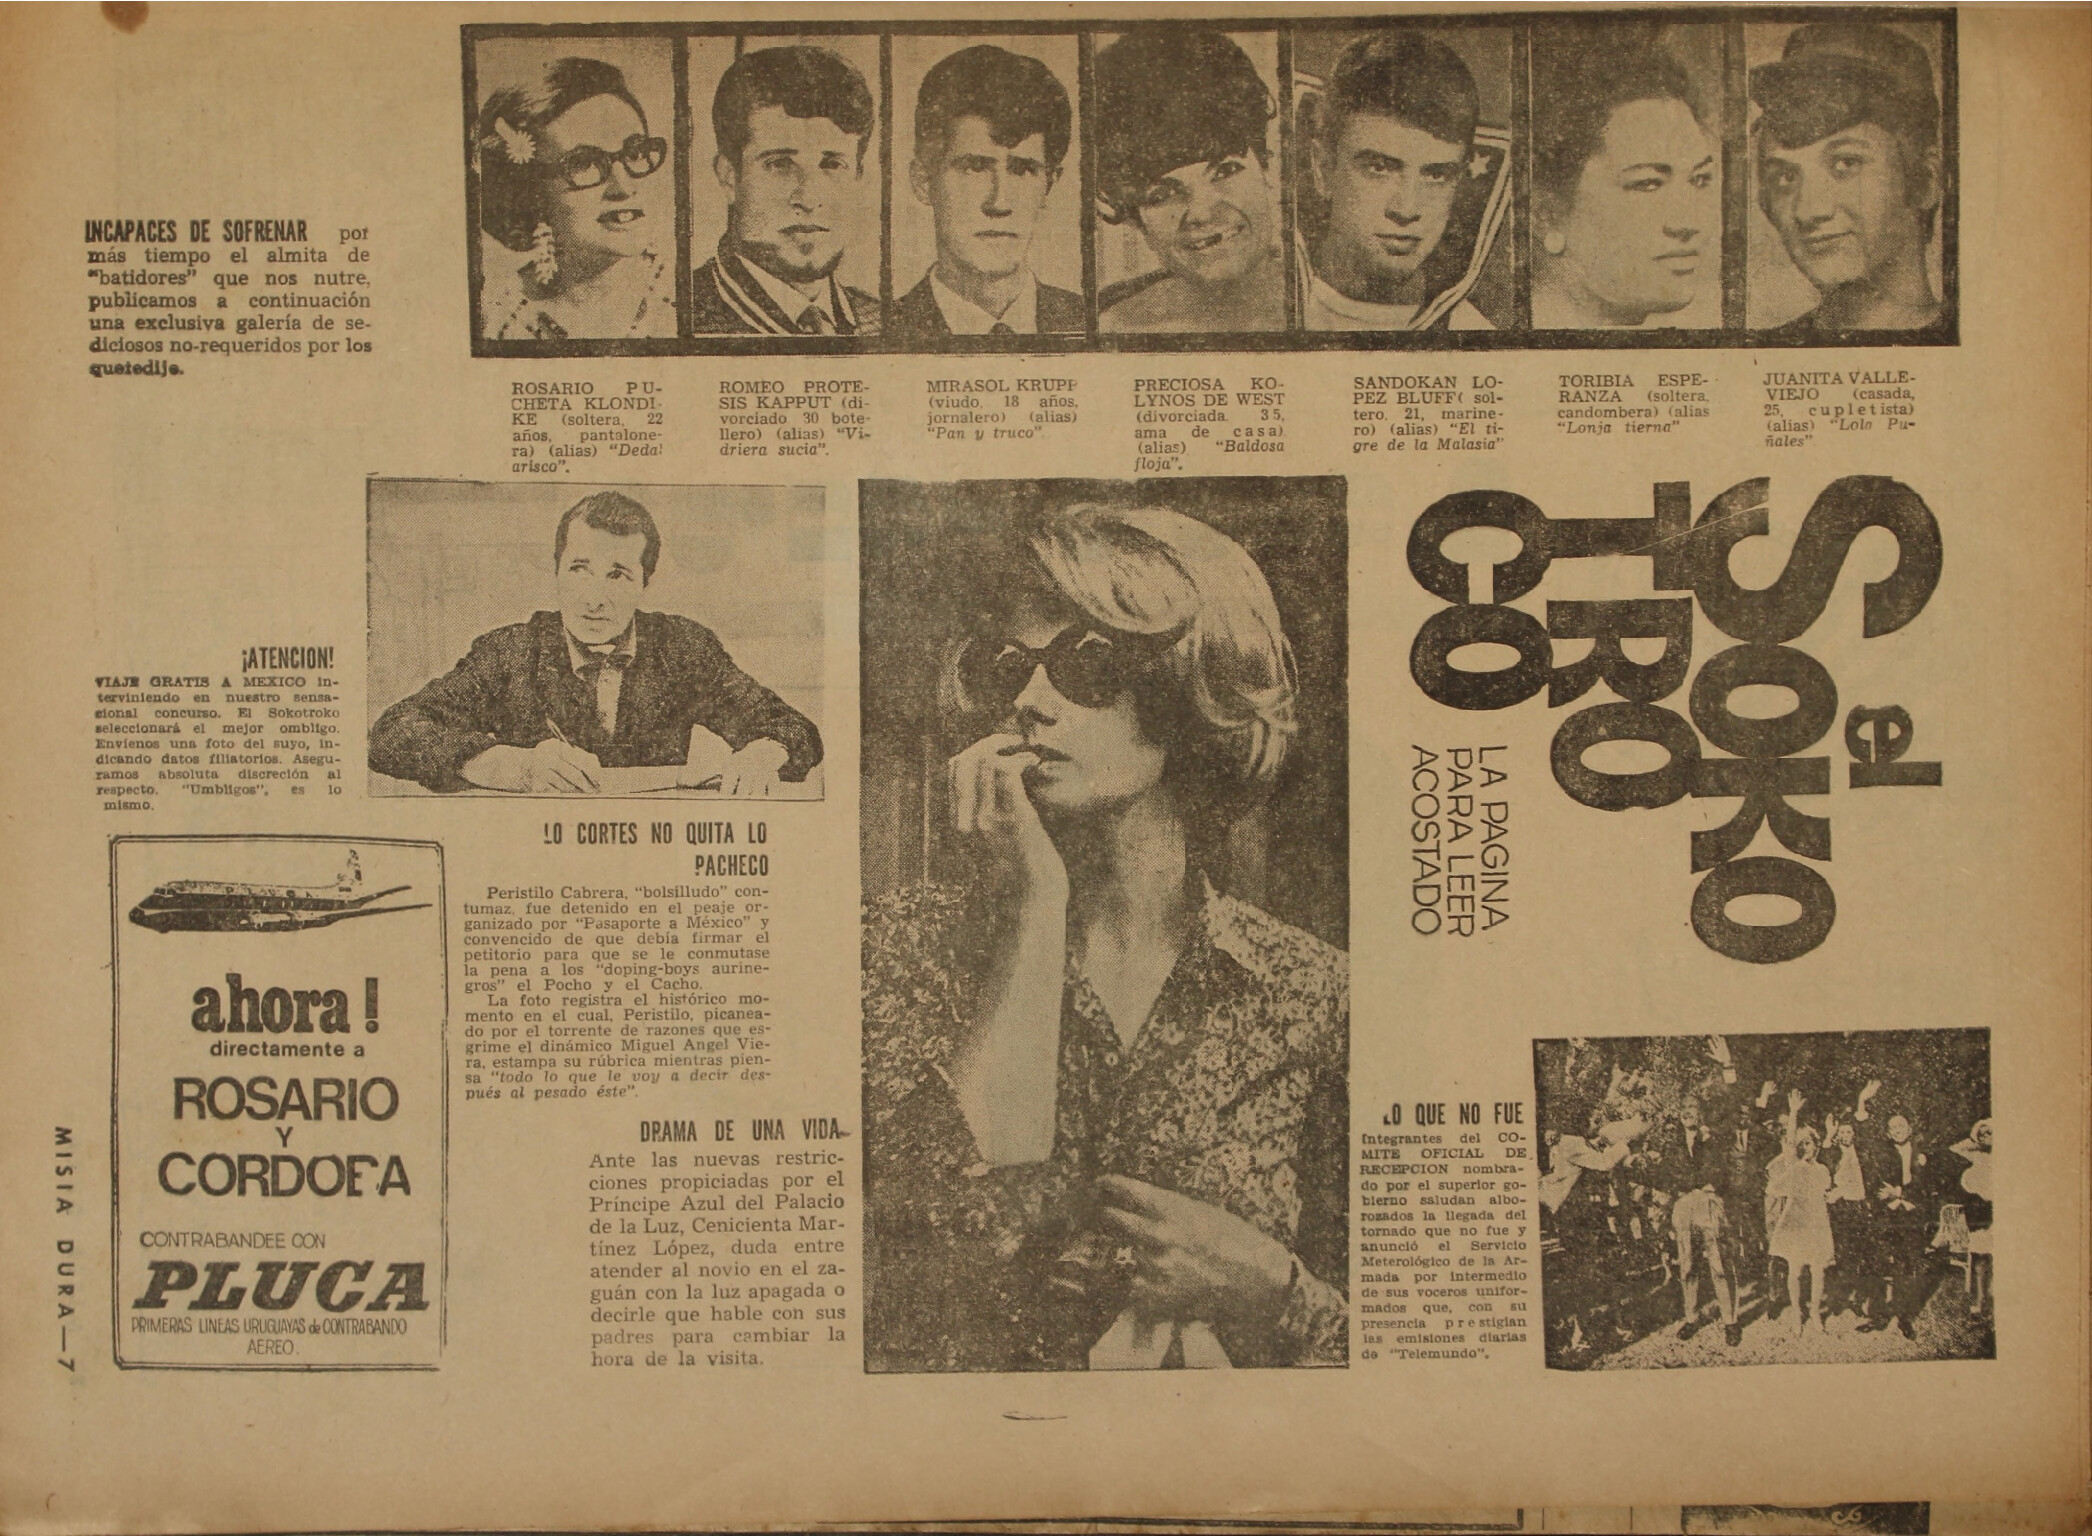 INCAPACES DE SOFRENAR por
más tiempo el almita de
"batidores" que nos nutre,
publicamos a continuación
una exclusiva galería de se-
diciosos no-requeridos por los
quetedije.
ROSARIO PU-
CHETA KLONDI-
KE (soltera, 22
años, pantalone-
ra) (alias) "Dedal
arisco".
ROMEO PROTE-
SIS KAPPUT (di-
vorciado 30 bote-
llero) (alias) "Vi-
driera sucia".
MIRASOL KRUPP
(viudo, 18 años,
jornalero) (alias)
"Pan y truco".
PRECIOSA KO-
LYNOS DE WEST
(divorciada, 35,
ama de casa)
(alias) "Baldosa
floja".
SANDOKAN LO-
PEZ BLUFF( sol-
tero, 21, marine-
ro) (alias) "El ti-
gre de la Malasia"
TORIBIA ESPE-
RANZA (soltera,
candombera) (alias
"Lonja tierna"
JUANITA VALLE-
VIEJO (casada,
25, cupletista)
(alias) "Lola Pu-
ñales"
el
SOKO
TRO
CO
LA PAGINA
PARA LEER
ACOSTADO
¡ATENCION!
VIAJE GRATIS A MEXICO in-
terviniendo en nuestro sensa-
sional concurso. El Sokotroko
seleccionará el mejor ombligo.
Envíenos una foto del suyo, in-
dicando datos filiatorios. Asegu-
ramos absoluta discreción al
respecto. "Umbligos", es lo
mismo.
ahora!
directamente a
ROSARIO
Y
CORDOBA
CONTRABANDEE CON
PLUCA
PRIMERAS LINEAS URUGUAYAS de CONTRABANDO
AEREO.
LO CORTES NO QUITA LO
PACHECO
Peristilo Cabrera, "bolsilludo" con-
tumaz, fue detenido en el peaje or-
ganizado por "Pasaporte a México" y
convencido de que debía firmar el
petitorio para que se le conmutase
la pena a los "doping-boys aurine-
gros" el Pocho y el Cacho.
La foto registra el histórico mo-
mento en el cual, Peristilo, picanea-
do por el torrente de razones que es-
grime el dinámico Miguel Angel Vie-
ra, estampa su rúbrica mientras pien-
sa "todo lo que le voy a decir des-
pués al pesado éste".
DRAMA DE UNA VIDA
Ante las nuevas restric-
ciones propiciadas por el
Príncipe Azul del Palacio
de la Luz, Cenicienta Mar-
tínez López, duda entre
atender al novio en el za-
guán con la luz apagada o
decirle que hable con sus
padres para cambiar la
hora de la visita.
LO QUE NO FUE
Integrantes del CO-
MITE OFICIAL DE
RECEPCION nombra-
do por el superior go-
bierno saludan albo-
rozados la llegada del
tornado que no fue y
anunció el Servicio
Meterológico de la Ar-
mada por intermedio
de sus voceros unifor-
mados que, con su
presencia prestigian
las emisiones diarias
de "Telemundo".
MISIA DURA—7